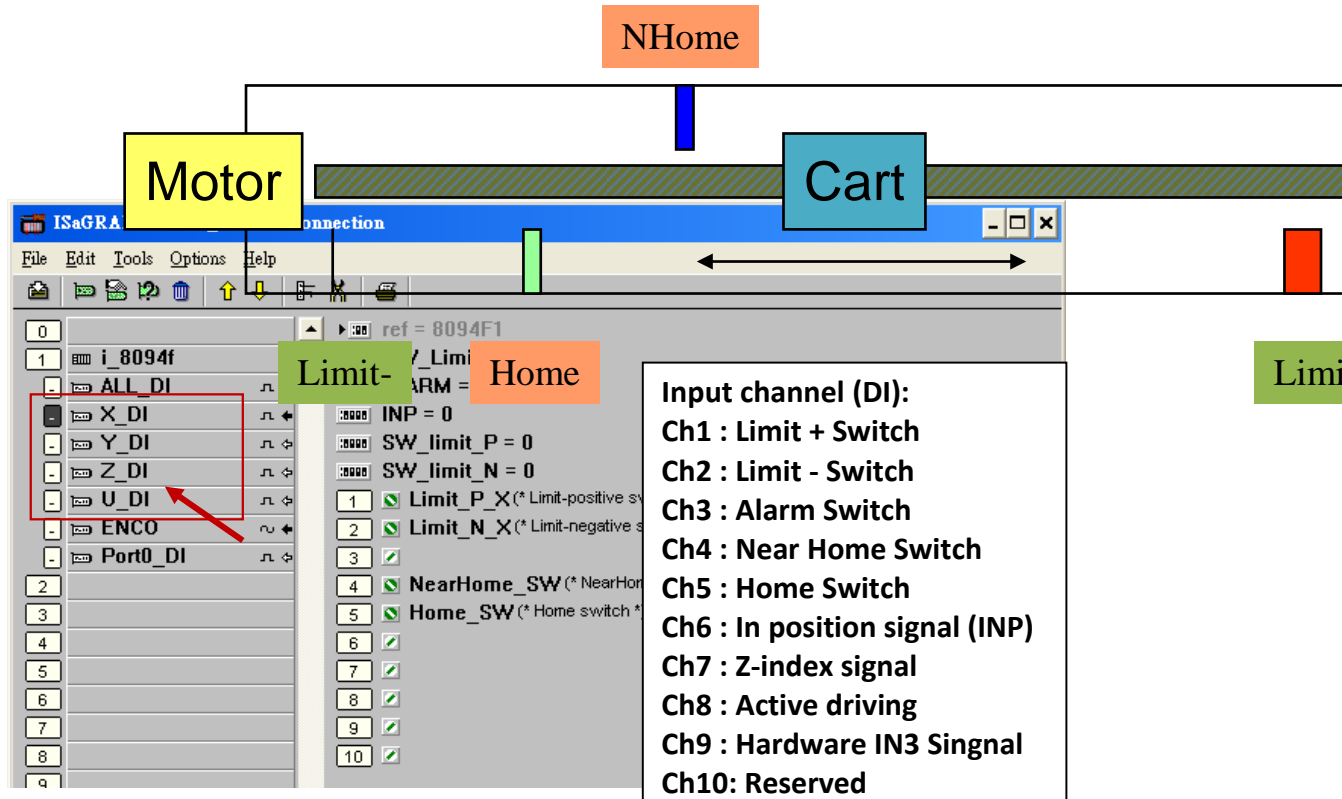 NHome
Motor
Cart
ISaGRA
onnection
File Edit Tools Options Help
0
ref = 8094F1
1 i_8094f
Limit-
Home
Limi
ALL_DI
X_DI
INP = 0
Y_DI
SW_limit_P = 0
Z_DI
SW_limit_N = 0
U_DI
1 Limit_P_X (* Limit-positive
ENCO
2 Limit_N_X (* Limit-negative
Port0_DI
3
2
4 NearHome_SW (* NearHor
3
5 Home_SW (* Home switch *
4
6
5
7
6
8
7
9
8
10
9
Input channel (DI):
Ch1 : Limit + Switch
Ch2 : Limit - Switch
Ch3 : Alarm Switch
Ch4 : Near Home Switch
Ch5 : Home Switch
Ch6 : In position signal (INP)
Ch7 : Z-index signal
Ch8 : Active driving
Ch9 : Hardware IN3 Singnal
Ch10: Reserved